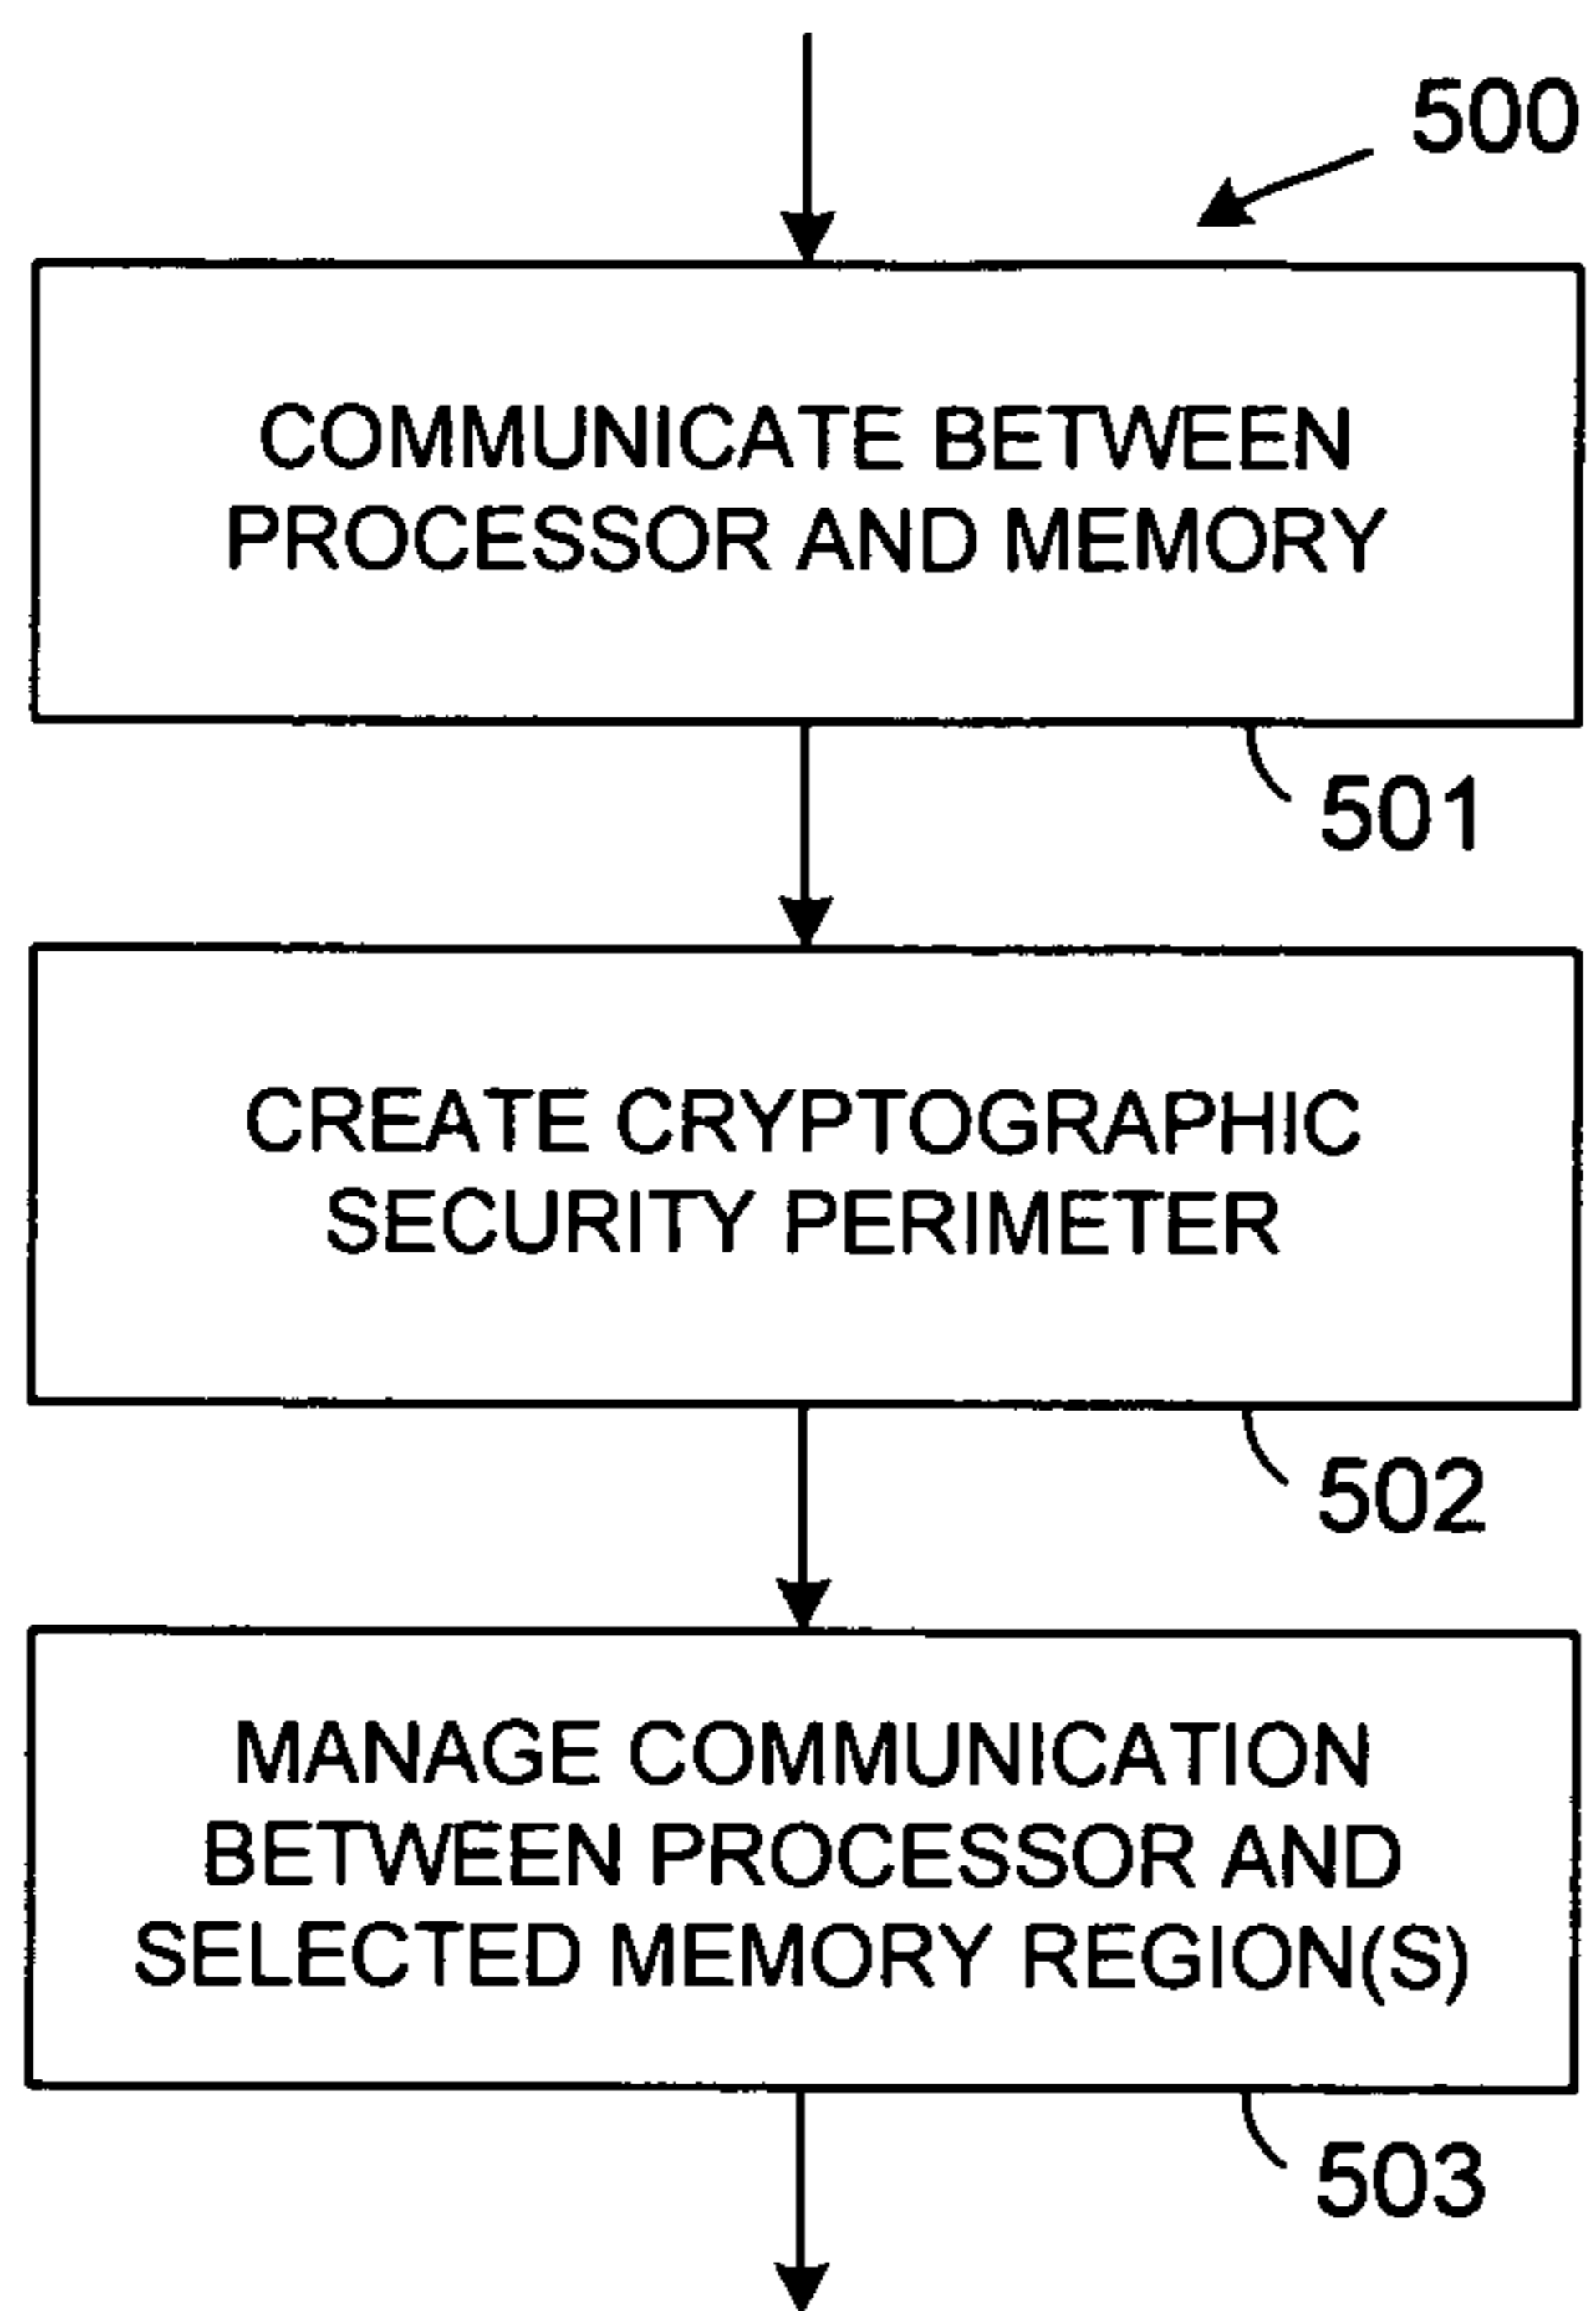 500
COMMUNICATE BETWEEN
PROCESSOR AND MEMORY
501
CREATE CRYPTOGRAPHIC
SECURITY PERIMETER
502
MANAGE COMMUNICATION
BETWEEN PROCESSOR AND
SELECTED MEMORY REGION(S)
503